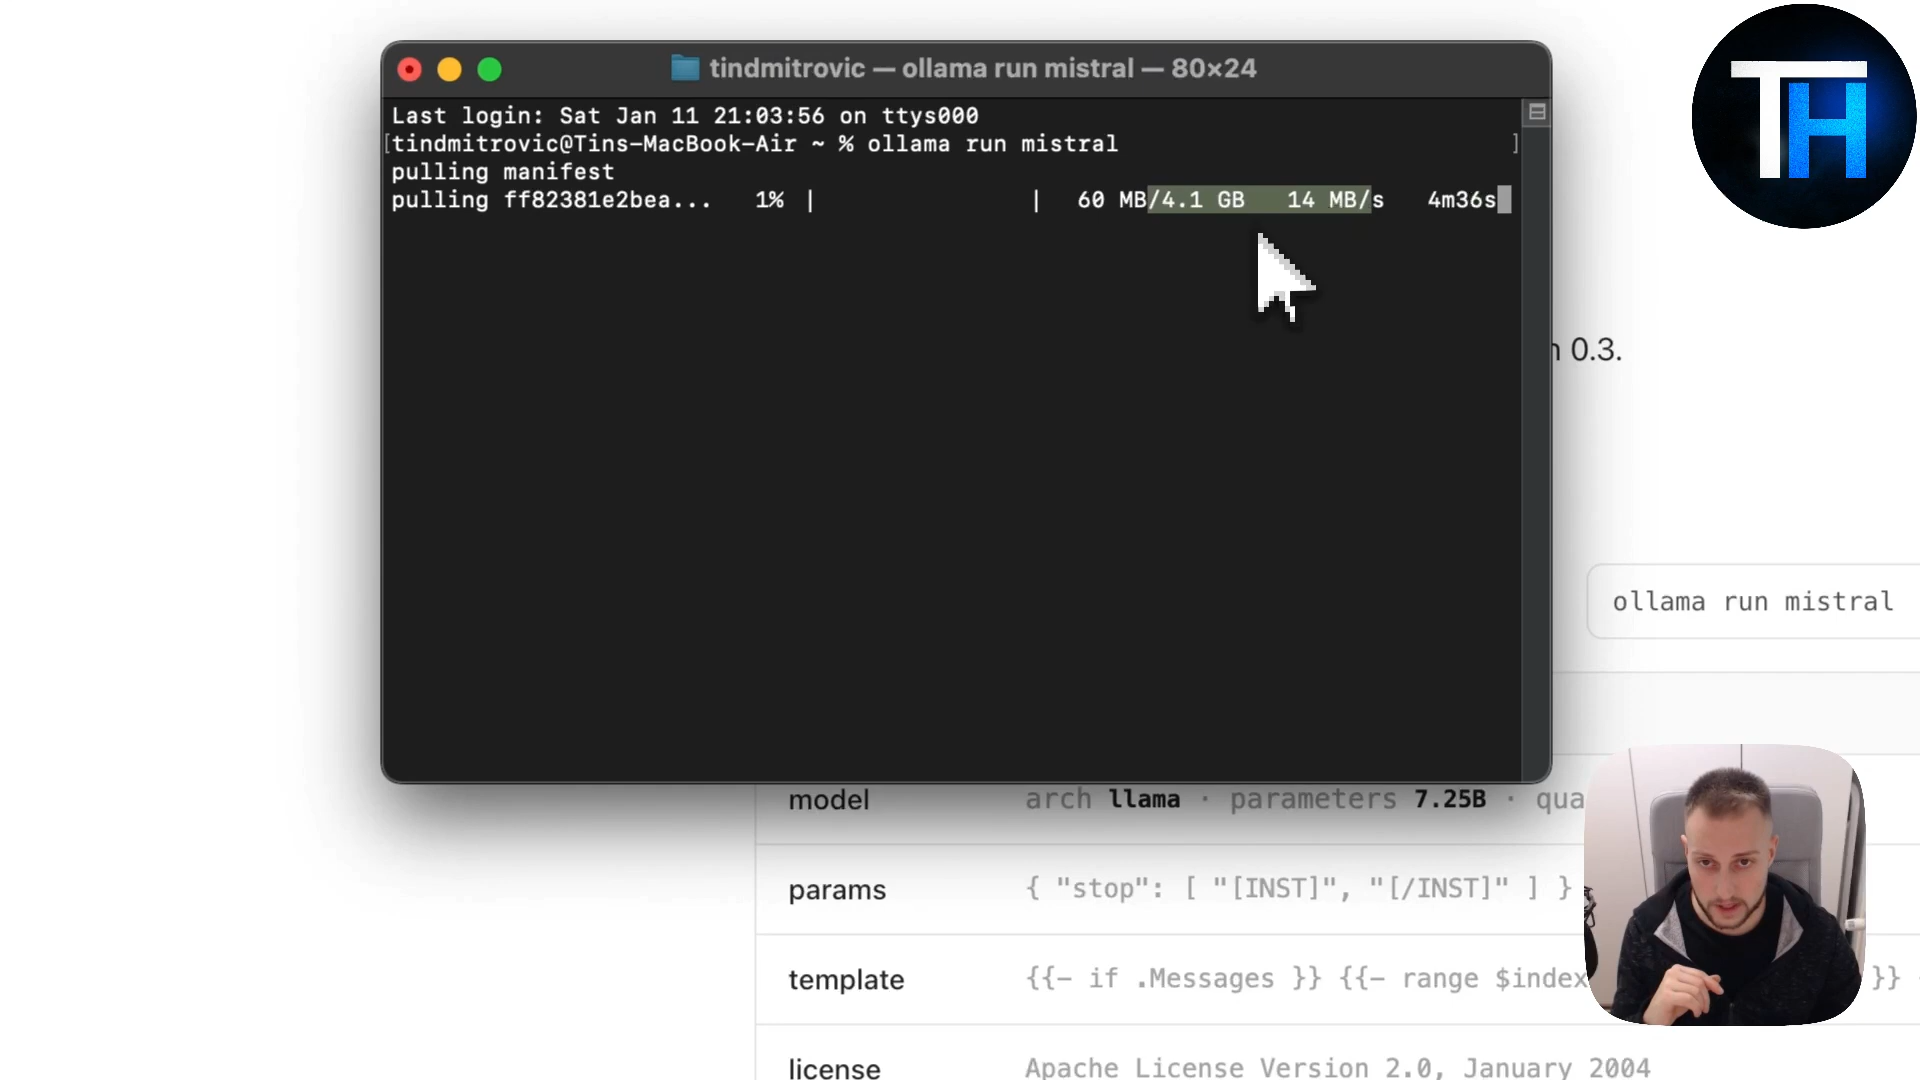 tindmitrovic — ollama run mistral — 80×24
TH
Last login: Sat Jan 11 21:03:56 on ttys000
[tindmitrovic@Tins-MacBook-Air ~ % ollama run mistral ]
pulling manifest
pulling ff82381e2bea... 1% | | 60 MB/4.1 GB 14 MB/s 4m36s
0.3.
ollama run mistral
model arch llama · parameters 7.25B ·
params { "stop": [ "[INST]", "[/INST]" ] }
template {{- if .Messages }} {{- range $index }}
license Apache License Version 2.0, January 2004